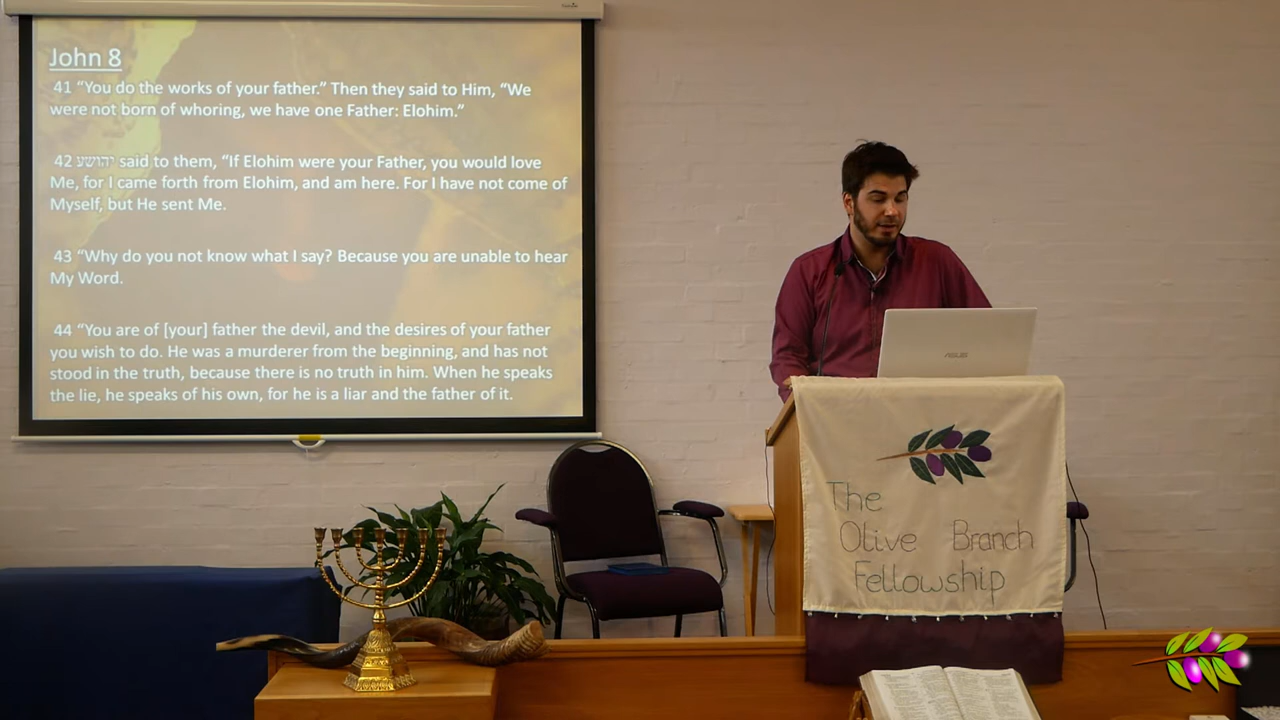 John 8
41 “You do the works of your father.” Then they said to Him, “We
were not born of whoring, we have one Father: Elohim.”
42 יהושע said to them, “If Elohim were your Father, you would love
Me, for I came forth from Elohim, and am here. For I have not come of
Myself, but He sent Me.
43 “Why do you not know what I say? Because you are unable to hear
My Word.
44 “You are of [your] father the devil, and the desires of your father
you wish to do. He was a murderer from the beginning, and has not
stood in the truth, because there is no truth in him. When he speaks
the lie, he speaks of his own, for he is a liar and the father of it.
ASUS
The
Olive Branch
Fellowship